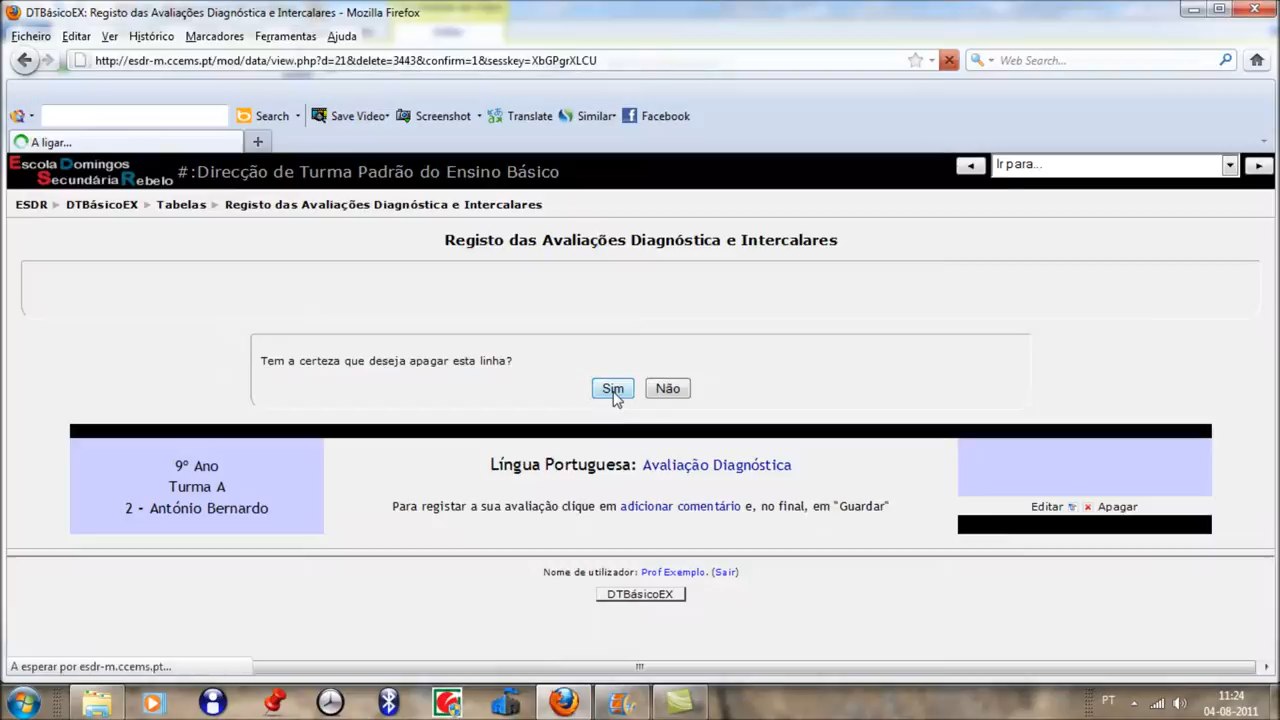 DTBásicoEX: Registo das Avaliações Diagnóstica e Intercalares - Mozilla Firefox
Ficheiro Editar Ver Histórico Marcadores Ferramentas Ajuda
http://esdr-m.ccems.pt/mod/data/view.php?d=21&delete=3443&confirm=1&sesskey=XbGPgrXLCU
Web Search...
Search Save Video Screenshot Translate Similar Facebook
A ligar...
Escola Domingos
Secundária Rebelo
#:Direcção de Turma Padrão do Ensino Básico
Ir para...
ESDR DTBásicoEX Tabelas Registo das Avaliações Diagnóstica e Intercalares
Registo das Avaliações Diagnóstica e Intercalares
Tem a certeza que deseja apagar esta linha?
Sim Não
9º Ano
Turma A
2 - António Bernardo
Língua Portuguesa: Avaliação Diagnóstica
Para registar a sua avaliação clique em adicionar comentário e, no final, em "Guardar"
Editar Apagar
Nome de utilizador: Prof Exemplo. (Sair)
DTBásicoEX
A esperar por esdr-m.ccems.pt...
PT
11:24
04-08-2011